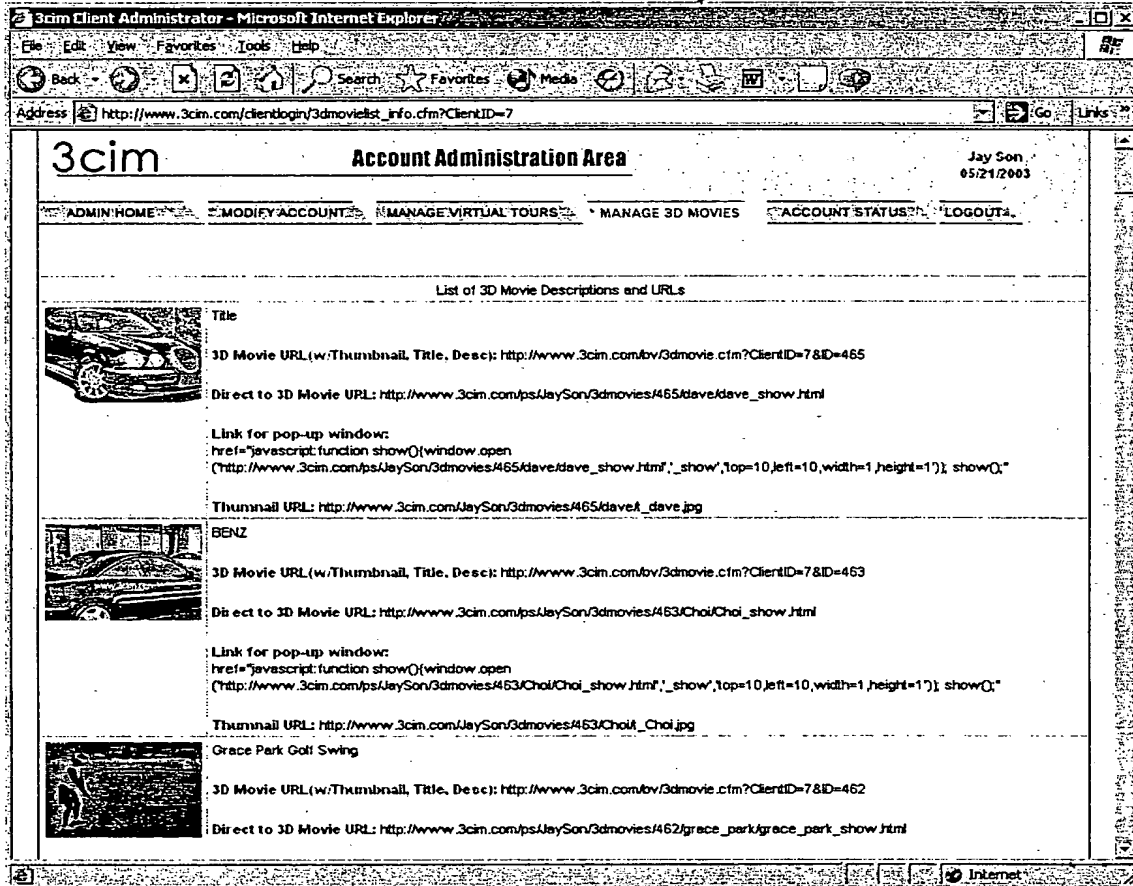 3cim Client Administrator - Microsoft Internet Explorer
File Edit View Favorites Tools Help
Back Search Favorites Media
Address http://www.3cim.com/clientlogin/3dmovielist_info.cfm?ClientID=7 Go Links »
3cim Account Administration Area Jay Son
05/21/2003
ADMIN HOME MODIFY ACCOUNT MANAGE VIRTUAL TOURS MANAGE 3D MOVIES ACCOUNT STATUS LOGOUT
List of 3D Movie Descriptions and URLs
Title
3D Movie URL(w/Thumbnail, Title, Desc): http://www.3cim.com/bv/3dmovie.cfm?ClientID=7&ID=465
Direct to 3D Movie URL: http://www.3cim.com/ps/JaySon/3dmovies/465/dave/dave_show.html
Link for pop-up window:
href="javascript:function show(){window.open
('http://www.3cim.com/ps/JaySon/3dmovies/465/dave/dave_show.html','_show','top=10,left=10,width=1,height=1')}; show();"
Thumnail URL: http://www.3cim.com/JaySon/3dmovies/465/dave/t_dave.jpg
BENZ
3D Movie URL(w/Thumbnail, Title, Desc): http://www.3cim.com/bv/3dmovie.cfm?ClientID=7&ID=463
Direct to 3D Movie URL: http://www.3cim.com/ps/JaySon/3dmovies/463/Choi/Choi_show.html
Link for pop-up window:
href="javascript:function show(){window.open
('http://www.3cim.com/ps/JaySon/3dmovies/463/Choi/Choi_show.html','_show','top=10,left=10,width=1,height=1')}; show();"
Thumnail URL: http://www.3cim.com/JaySon/3dmovies/463/Choi/t_Choi.jpg
Grace Park Golf Swing
3D Movie URL(w/Thumbnail, Title, Desc): http://www.3cim.com/bv/3dmovie.cfm?ClientID=7&ID=462
Direct to 3D Movie URL: http://www.3cim.com/ps/JaySon/3dmovies/462/grace_park/grace_park_show.html
Internet